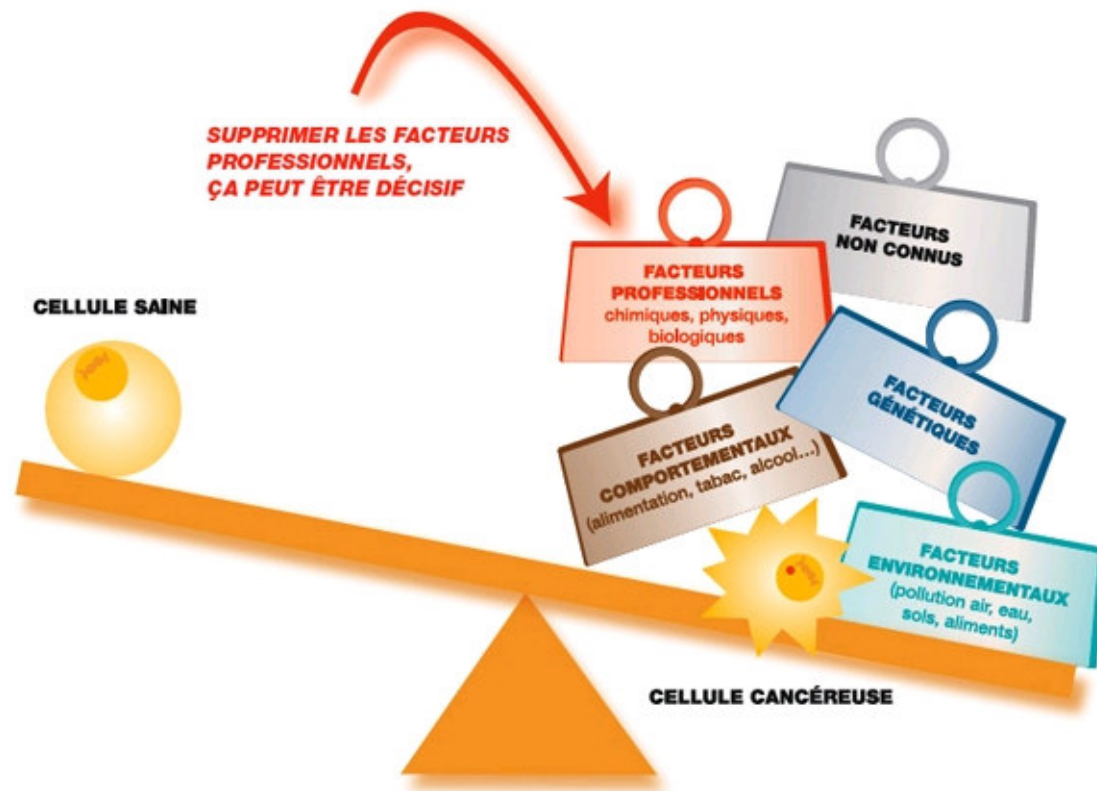 SUPPRIMER LES FACTEURS
PROFESSIONNELS,
ÇA PEUT ÊTRE DÉCISIF
FACTEURS
NON CONNUS
FACTEURS
PROFESSIONNELS
chimiques, physiques,
biologiques
CELLULE SAINE
FACTEURS
GÉNÉTIQUES
FACTEURS
COMPORTEMENTAUX
(alimentation, tabac, alcool...)
FACTEURS
ENVIRONNEMENTAUX
(pollution air, eau,
sols, aliments)
CELLULE CANCÉREUSE